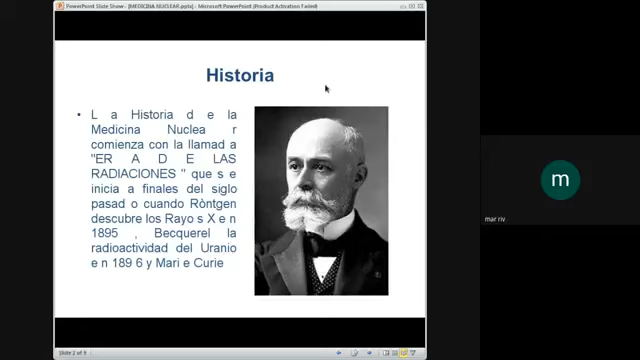 PowerPoint Slide Show - [MEDICINA NUCLEAR.pptx] - Microsoft PowerPoint (Product Activation Failed)
Historia
• L a Historia d e la
Medicina Nuclea r
comienza con la llamad a
"ER A D E LAS
RADIACIONES " que s e
inicia a finales del siglo
pasad o cuando Ròntgen
descubre los Rayo s X e n
1895 , Becquerel la
radioactividad del Uranio
e n 189 6 y Mari e Curie
m
mar riv
Slide 2 of 9